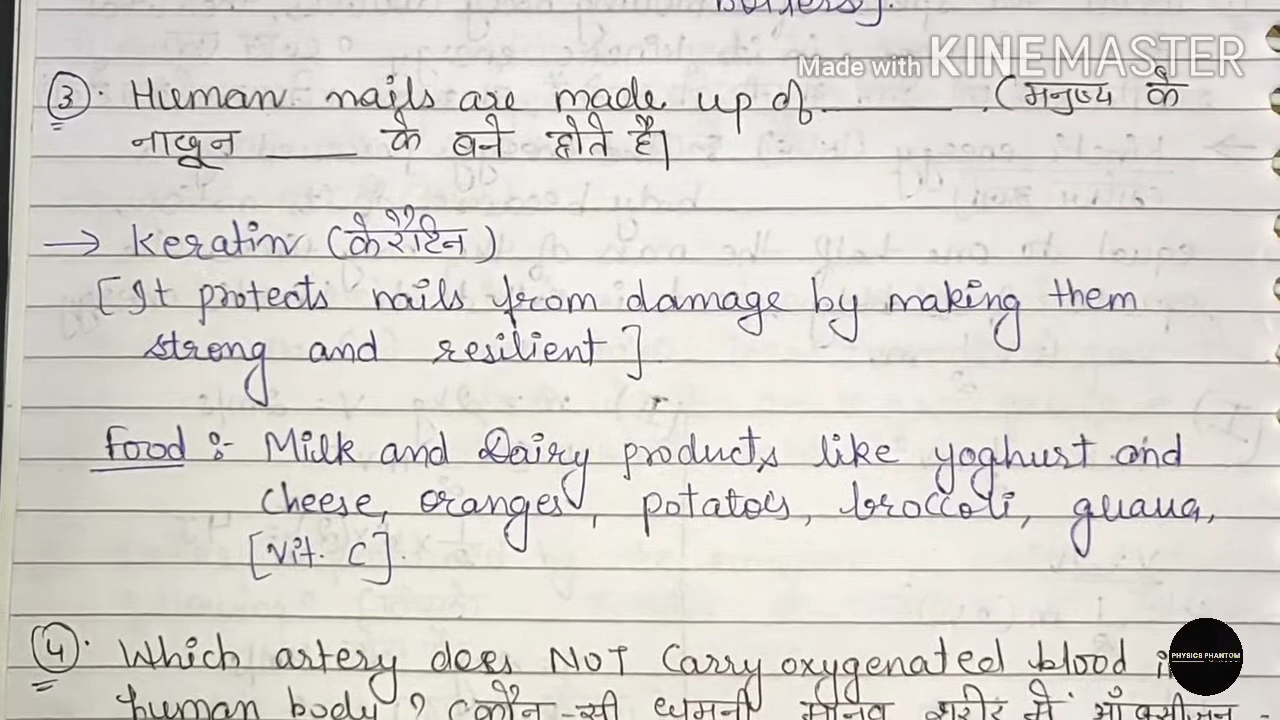 boilers].
Made with KINEMASTER
③. Human nails are made up of ______ . (मनुष्य के
नाखून ____ के बने होते है।
→ Keratin (केराटिन)
[It protects nails from damage by making them
strong and resilient]
Food :- Milk and Dairy products like yoghurt and
cheese, oranges, potatoes, broccoli, guava,
[Vit. C].
④. Which artery does NOT carry oxygenated blood in
human body ? (कौन-सी धमनी मानव शरीर में ऑक्सीजन-
PHYSICS PHANTOM